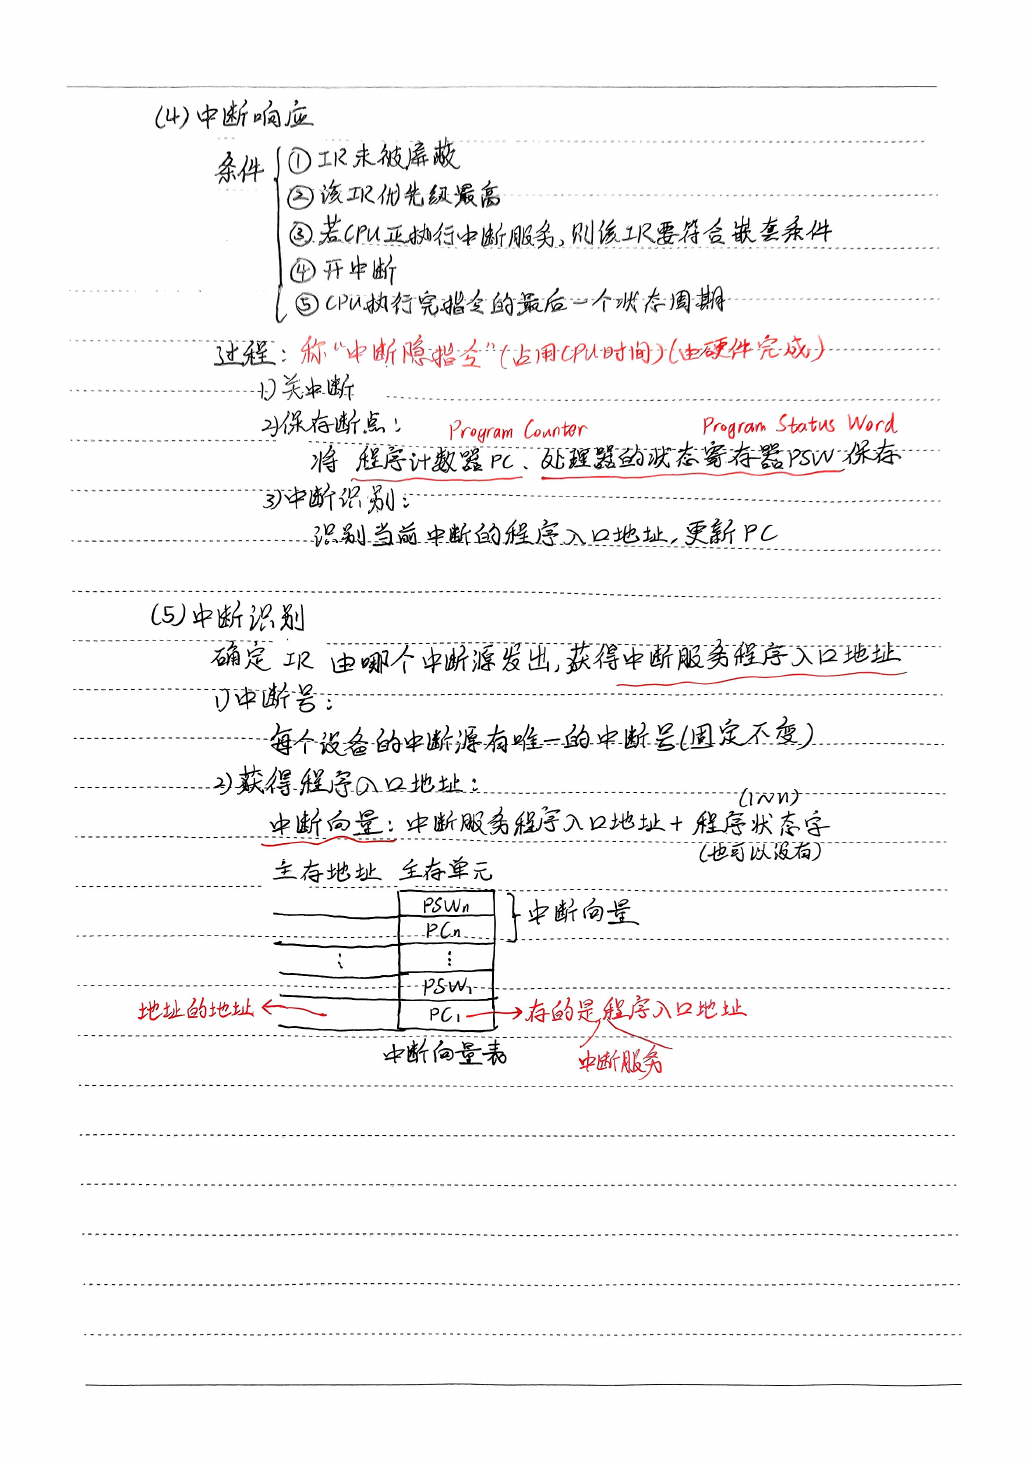 (4) 中断响应
条件 ① IR未被屏蔽
② 该IR优先级最高
③ 若CPU正执行中断服务,则该IR要符合嵌套条件
④ 开中断
⑤ CPU执行完指令的最后一个状态周期
过程: 称"中断隐指令"(占用CPU时间)(由硬件完成)
1) 关中断
2) 保存断点: Program Counter Program Status Word
将 程序计数器PC、处理器的状态寄存器PSW 保存
3) 中断识别:
识别当前中断的程序入口地址,更新PC
(5) 中断识别
确定 IR 由哪个中断源发出,获得中断服务程序入口地址
1) 中断号:
每个设备的中断源有唯一的中断号(固定不变)
2) 获得程序入口地址:
(1~n)
中断向量: 中断服务程序入口地址 + 程序状态字
(也可以没有)
主存地址 主存单元
PSWn
中断向量
PCn
⋮ ⋮
PSW1
地址的地址 PC1 存的是程序入口地址
中断向量表 中断服务